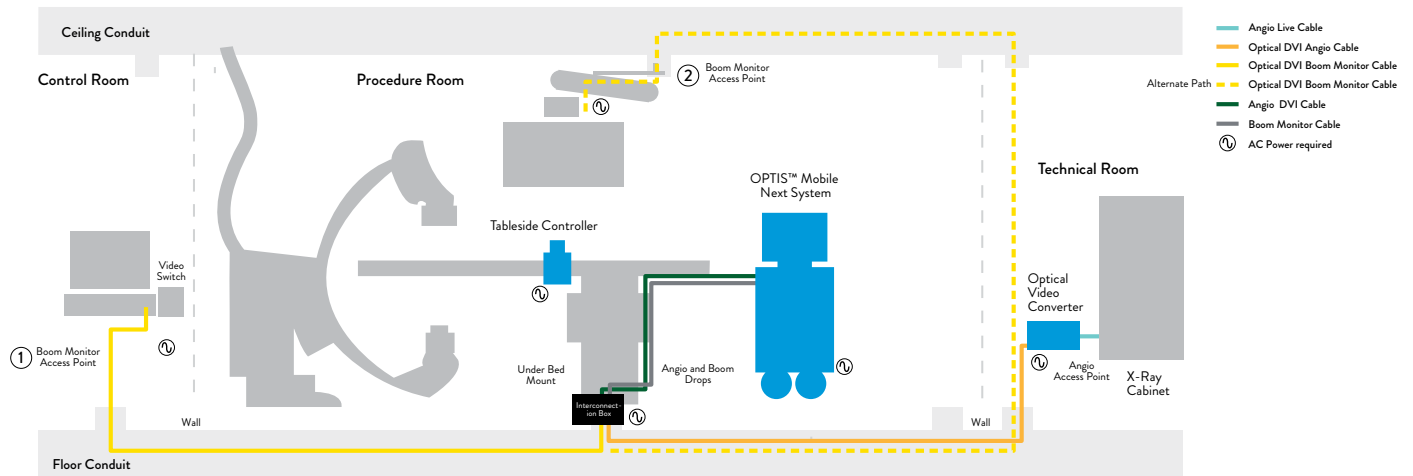 Ceiling Conduit
Control Room
Procedure Room
2
Boom Monitor
Access Point
Angio Live Cable
Optical DVI Angio Cable
Optical DVI Boom Monitor Cable
Alternate Path
Optical DVI Boom Monitor Cable
Angio DVI Cable
Boom Monitor Cable
AC Power required
Technical Room
OPTIS™ Mobile
Next System
Tableside Controller
Video
Switch
Optical
Video
Converter
1
Boom Monitor
Access Point
Under Bed
Mount
Angio and Boom
Drops
Angio
Access Point
X-Ray
Cabinet
Interconnect-
ion Box
Wall
Wall
Floor Conduit